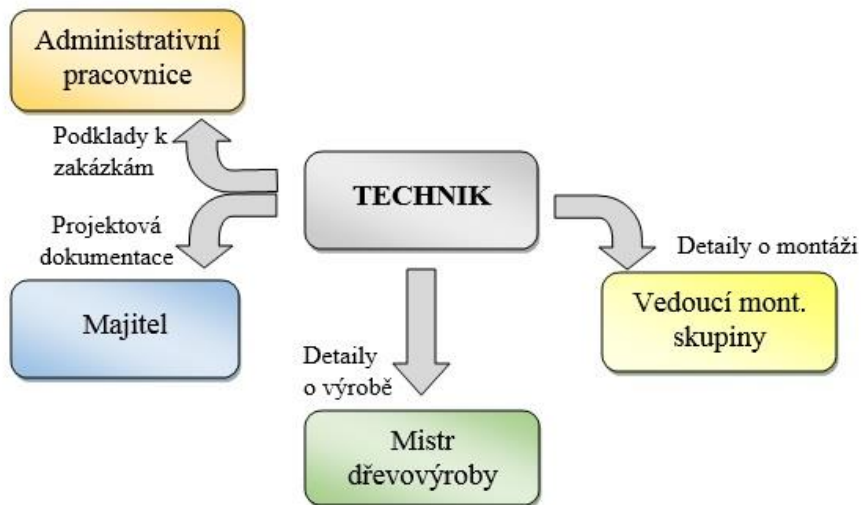 Administrativní
pracovnice
Podklady k
zakázkám
TECHNIK
Projektová
dokumentace
Detaily o montáži
Majitel
Vedoucí mont.
skupiny
Detaily
o výrobě
Mistr
dřevovýroby